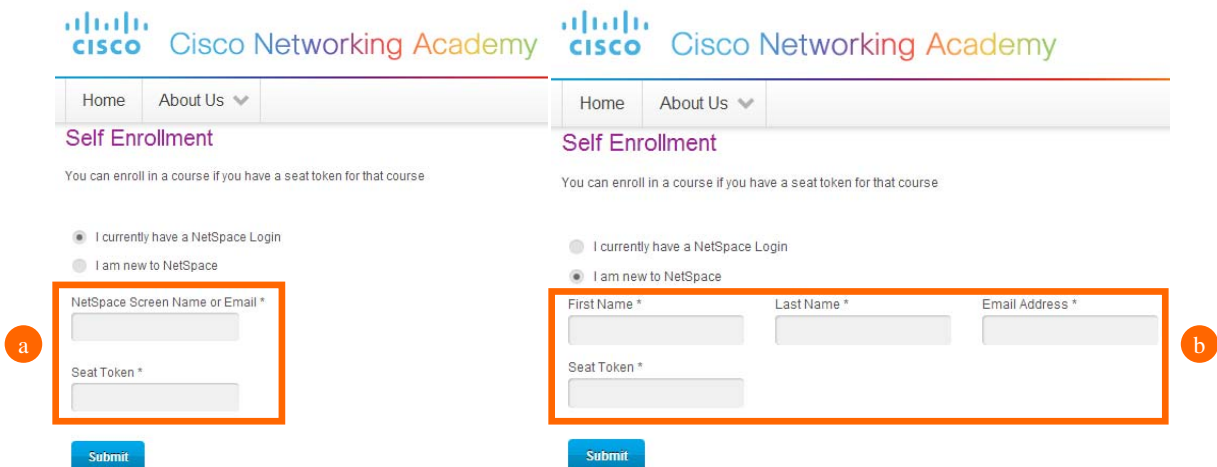 CISCO Cisco Networking Academy
Home About Us
Self Enrollment
You can enroll in a course if you have a seat token for that course
I currently have a NetSpace Login
I am new to NetSpace
NetSpace Screen Name or Email *
Seat Token *
Submit
a
CISCO Cisco Networking Academy
Home About Us
Self Enrollment
You can enroll in a course if you have a seat token for that course
I currently have a NetSpace Login
I am new to NetSpace
First Name * Last Name * Email Address *
Seat Token *
Submit
b